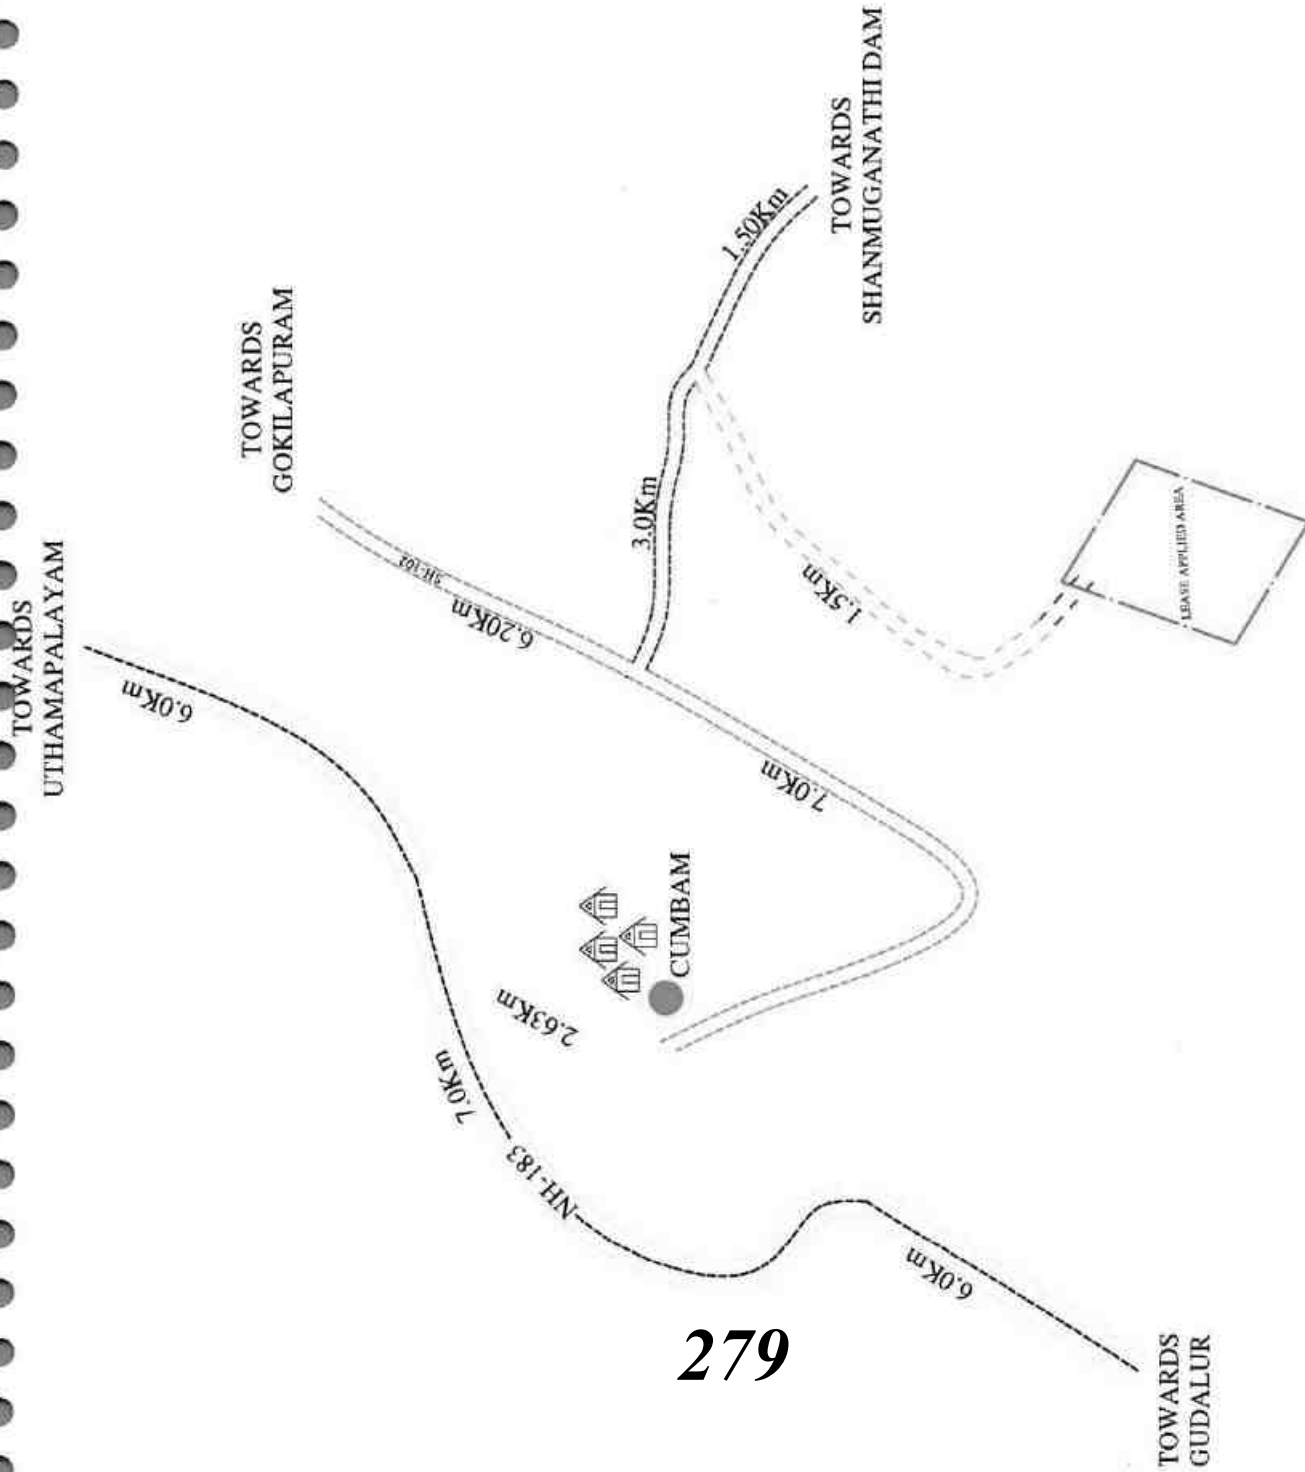 TOWARDS
UTHAMAPALAYAM
6.0Km
TOWARDS
GOKILAPURAM
SH-102
6.20Km
TOWARDS
SHANMUGANATHI DAM
1.50Km
3.0Km
1.5Km
LEASE APPLIED AREA
7.0Km
CUMBAM
2.63Km
7.0Km
NH-183
6.0Km
TOWARDS
GUDALUR
279